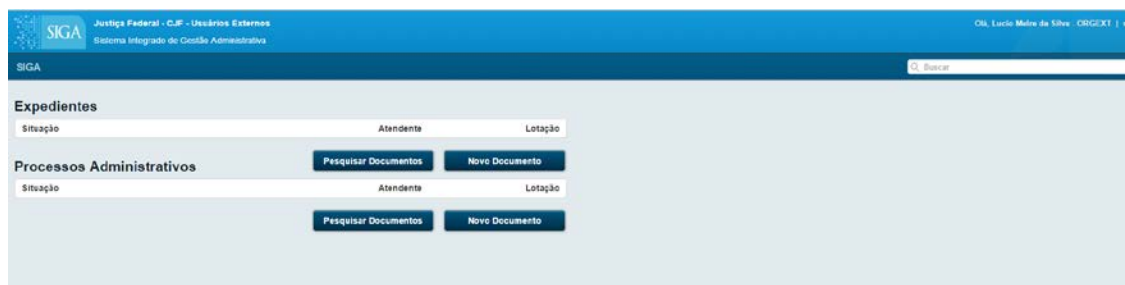 SIGA
Justiça Federal - CJF - Usuários Externos
Sistema Integrado de Gestão Administrativa
Olá, Lucio Melre da Silva ORGEXT |
SIGA
Buscar
Expedientes
Situação Atendente Lotação
Pesquisar Documentos Novo Documento
Processos Administrativos
Situação Atendente Lotação
Pesquisar Documentos Novo Documento